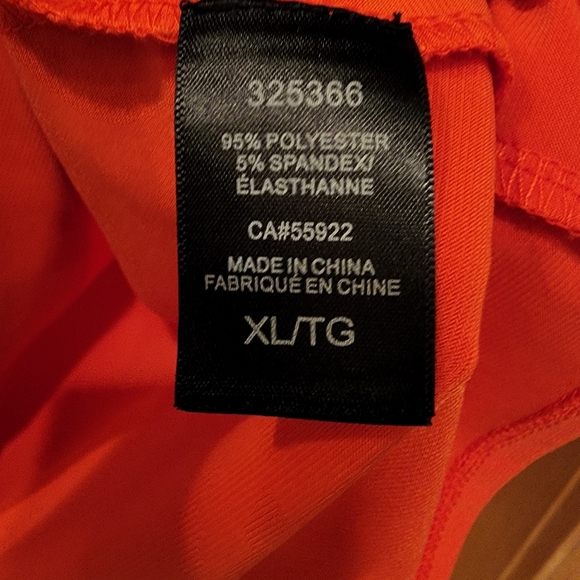 325366
95% POLYESTER
5% SPANDEX/
ÉLASTHANNE
CA#55922
MADE IN CHINA
FABRIQUÉ EN CHINE
XL/TG